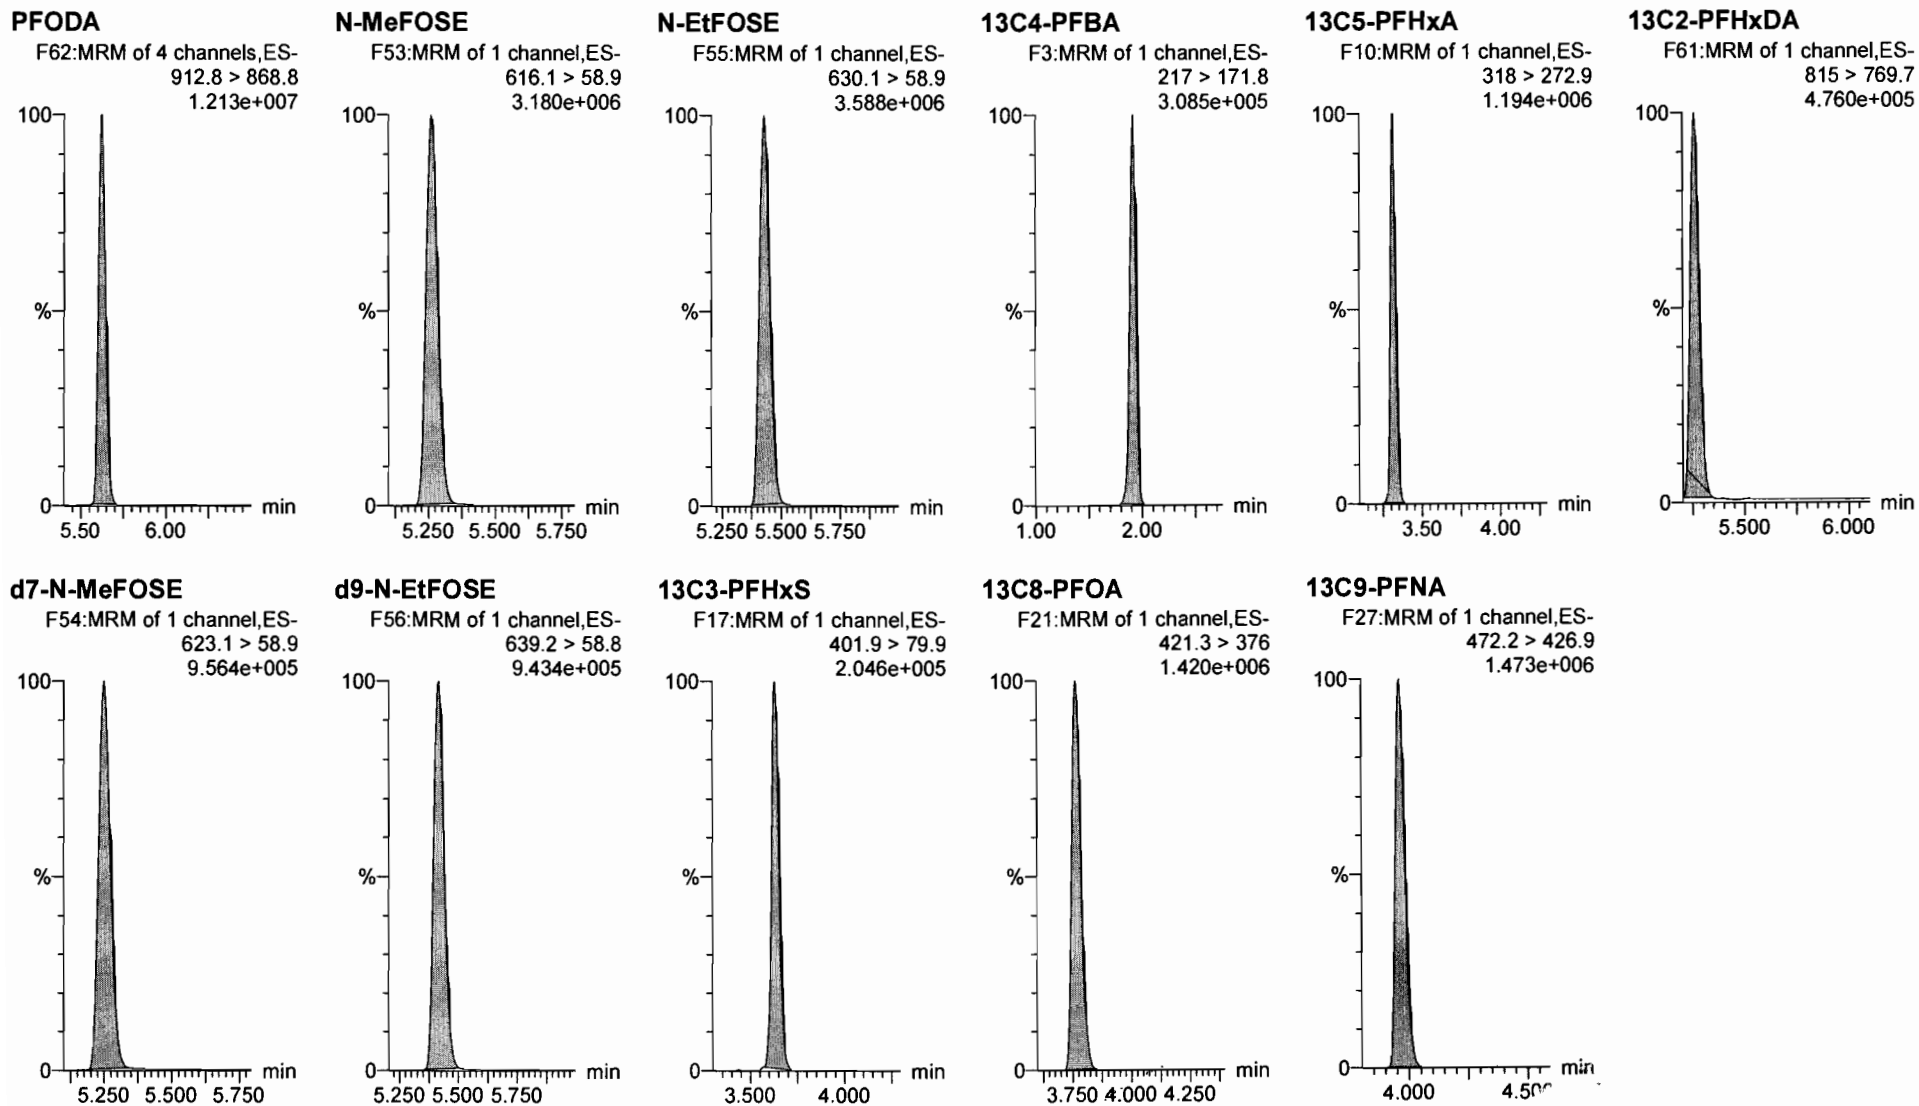 PFODA
F62:MRM of 4 channels,ES-
912.8 > 868.8
1.213e+007
100
%
0
min
5.50 6.00
N-MeFOSE
F53:MRM of 1 channel,ES-
616.1 > 58.9
3.180e+006
100
%
0
min
5.250 5.500 5.750
N-EtFOSE
F55:MRM of 1 channel,ES-
630.1 > 58.9
3.588e+006
100
%
0
min
5.250 5.500 5.750
13C4-PFBA
F3:MRM of 1 channel,ES-
217 > 171.8
3.085e+005
100
%
0
min
1.00 2.00
13C5-PFHxA
F10:MRM of 1 channel,ES-
318 > 272.9
1.194e+006
100
%
0
min
3.50 4.00
13C2-PFHxDA
F61:MRM of 1 channel,ES-
815 > 769.7
4.760e+005
100
%
0
min
5.500 6.000
d7-N-MeFOSE
F54:MRM of 1 channel,ES-
623.1 > 58.9
9.564e+005
100
%
0
min
5.250 5.500 5.750
d9-N-EtFOSE
F56:MRM of 1 channel,ES-
639.2 > 58.8
9.434e+005
100
%
0
min
5.250 5.500 5.750
13C3-PFHxS
F17:MRM of 1 channel,ES-
401.9 > 79.9
2.046e+005
100
%
0
min
3.500 4.000
13C8-PFOA
F21:MRM of 1 channel,ES-
421.3 > 376
1.420e+006
100
%
0
min
3.750 4.000 4.250
13C9-PFNA
F27:MRM of 1 channel,ES-
472.2 > 426.9
1.473e+006
100
%
0
min
4.000